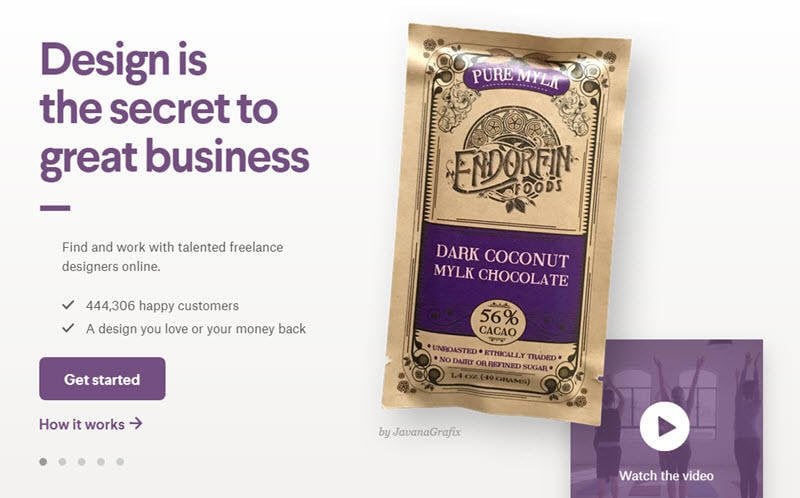 Design is
the secret to
great business
Find and work with talented freelance
designers online.
444,306 happy customers
A design you love or your money back
Get started
How it works
PURE MYLK
ENDORFIN
FOODS
DARK COCONUT
MYLK CHOCOLATE
56%
CACAO
• UNROASTED • ETHICALLY TRADED •
• NO DAIRY OR REFINED SUGAR •
1.4 OZ (40 GRAMS)
by JavanaGrafix
Watch the video